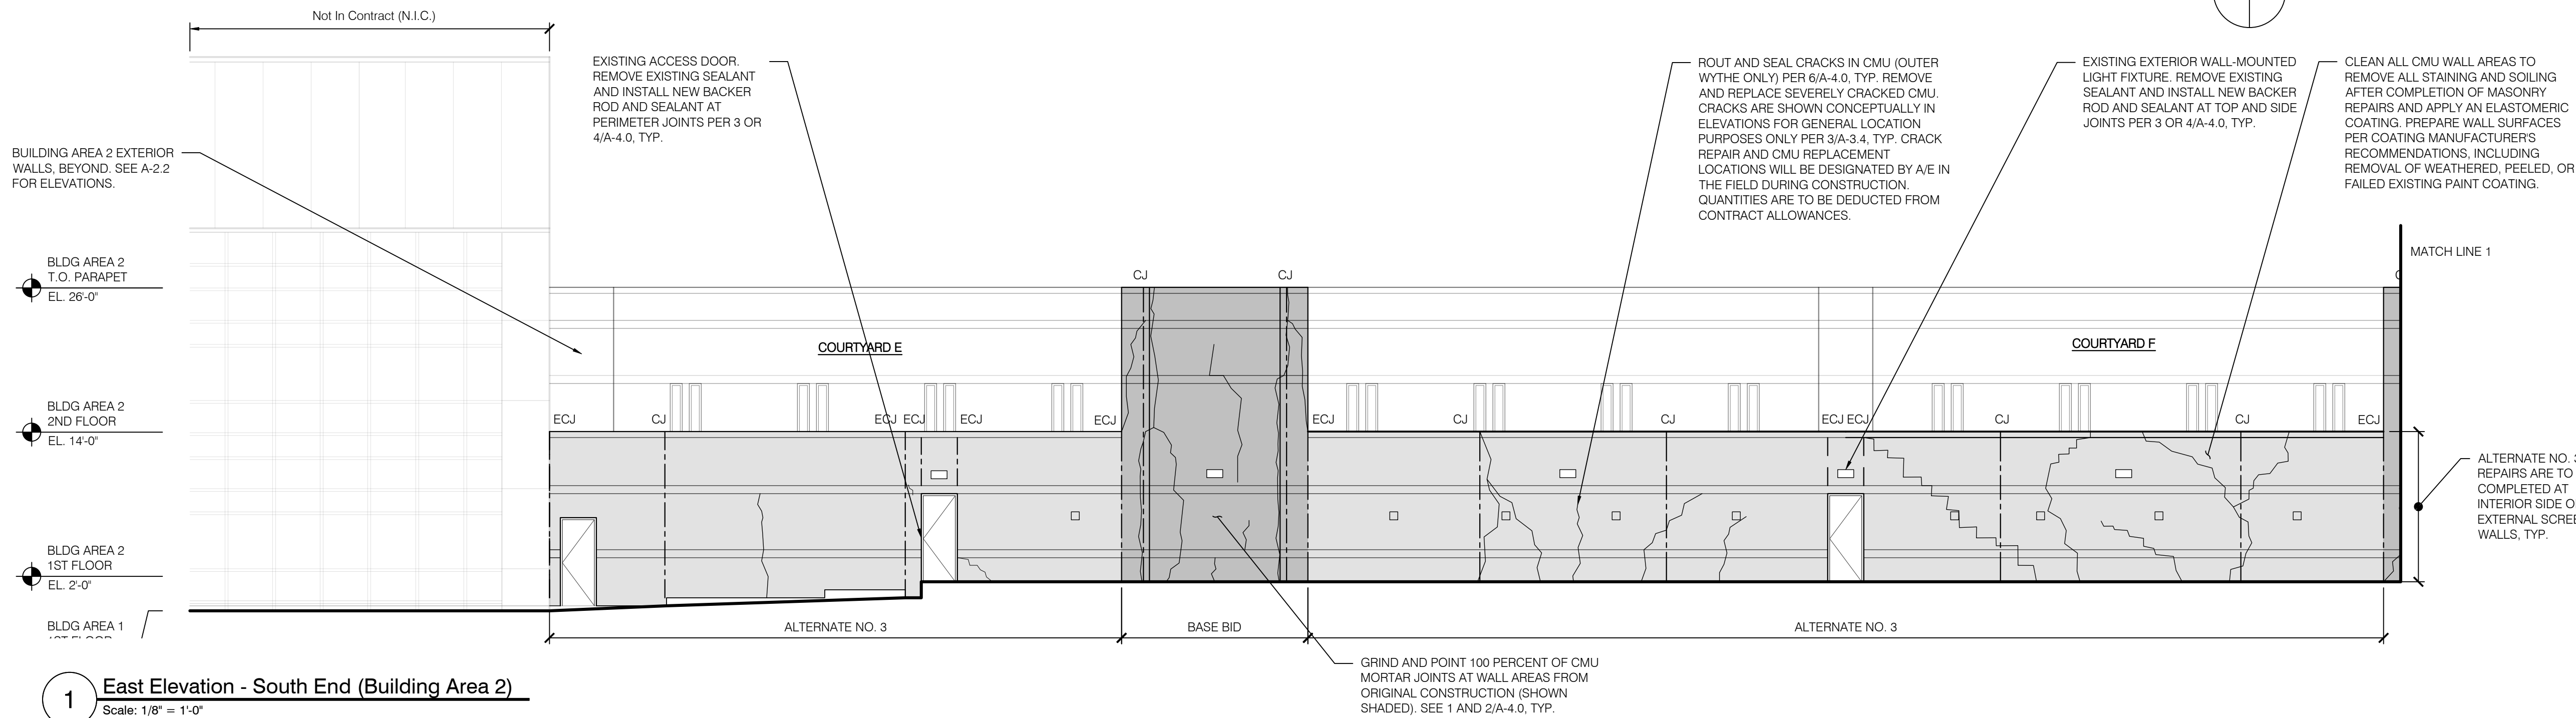 Not In Contract (N.I.C.)
EXISTING ACCESS DOOR.
REMOVE EXISTING SEALANT
AND INSTALL NEW BACKER
ROD AND SEALANT AT
PERIMETER JOINTS PER 3 OR
4/A-4.0, TYP.
ROUT AND SEAL CRACKS IN CMU (OUTER
WYTHE ONLY) PER 6/A-4.0, TYP. REMOVE
AND REPLACE SEVERELY CRACKED CMU.
CRACKS ARE SHOWN CONCEPTUALLY IN
ELEVATIONS FOR GENERAL LOCATION
PURPOSES ONLY PER 3/A-3.4, TYP. CRACK
REPAIR AND CMU REPLACEMENT
LOCATIONS WILL BE DESIGNATED BY A/E IN
THE FIELD DURING CONSTRUCTION.
QUANTITIES ARE TO BE DEDUCTED FROM
CONTRACT ALLOWANCES.
EXISTING EXTERIOR WALL-MOUNTED
LIGHT FIXTURE. REMOVE EXISTING
SEALANT AND INSTALL NEW BACKER
ROD AND SEALANT AT TOP AND SIDE
JOINTS PER 3 OR 4/A-4.0, TYP.
CLEAN ALL CMU WALL AREAS TO
REMOVE ALL STAINING AND SOILING
AFTER COMPLETION OF MASONRY
REPAIRS AND APPLY AN ELASTOMERIC
COATING. PREPARE WALL SURFACES
PER COATING MANUFACTURER'S
RECOMMENDATIONS, INCLUDING
REMOVAL OF WEATHERED, PEELED, OR
FAILED EXISTING PAINT COATING.
BUILDING AREA 2 EXTERIOR
WALLS, BEYOND. SEE A-2.2
FOR ELEVATIONS.
MATCH LINE 1
BLDG AREA 2
T.O. PARAPET
EL. 26'-0"
CJ CJ
COURTYARD E
COURTYARD F
BLDG AREA 2
2ND FLOOR
EL. 14'-0"
ECJ CJ ECJ ECJ ECJ ECJ ECJ CJ CJ ECJ ECJ CJ CJ ECJ
ALTERNATE NO. 3
REPAIRS ARE TO
COMPLETED AT
INTERIOR SIDE O
EXTERNAL SCREE
WALLS, TYP.
BLDG AREA 2
1ST FLOOR
EL. 2'-0"
BLDG AREA 1
1ST FLOOR
ALTERNATE NO. 3 BASE BID ALTERNATE NO. 3
GRIND AND POINT 100 PERCENT OF CMU
MORTAR JOINTS AT WALL AREAS FROM
ORIGINAL CONSTRUCTION (SHOWN
SHADED). SEE 1 AND 2/A-4.0, TYP.
1 East Elevation - South End (Building Area 2)
Scale: 1/8" = 1'-0"